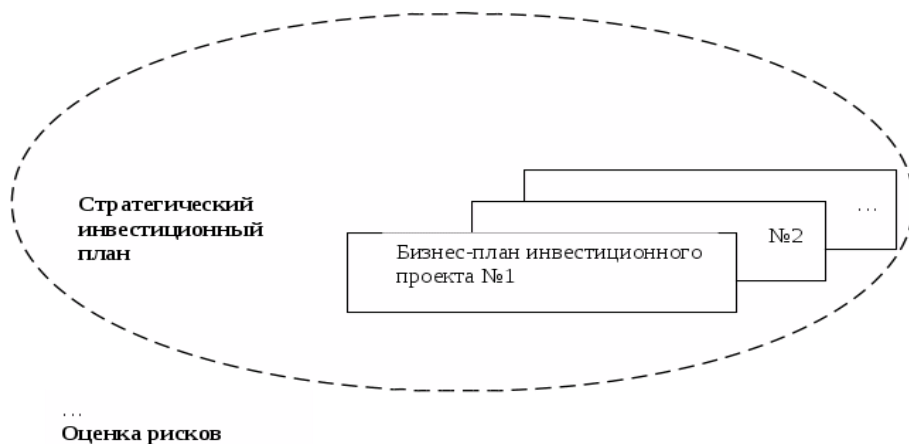 Стратегический
инвестиционный
план
…
№2
Бизнес-план инвестиционного
проекта №1
…
Оценка рисков